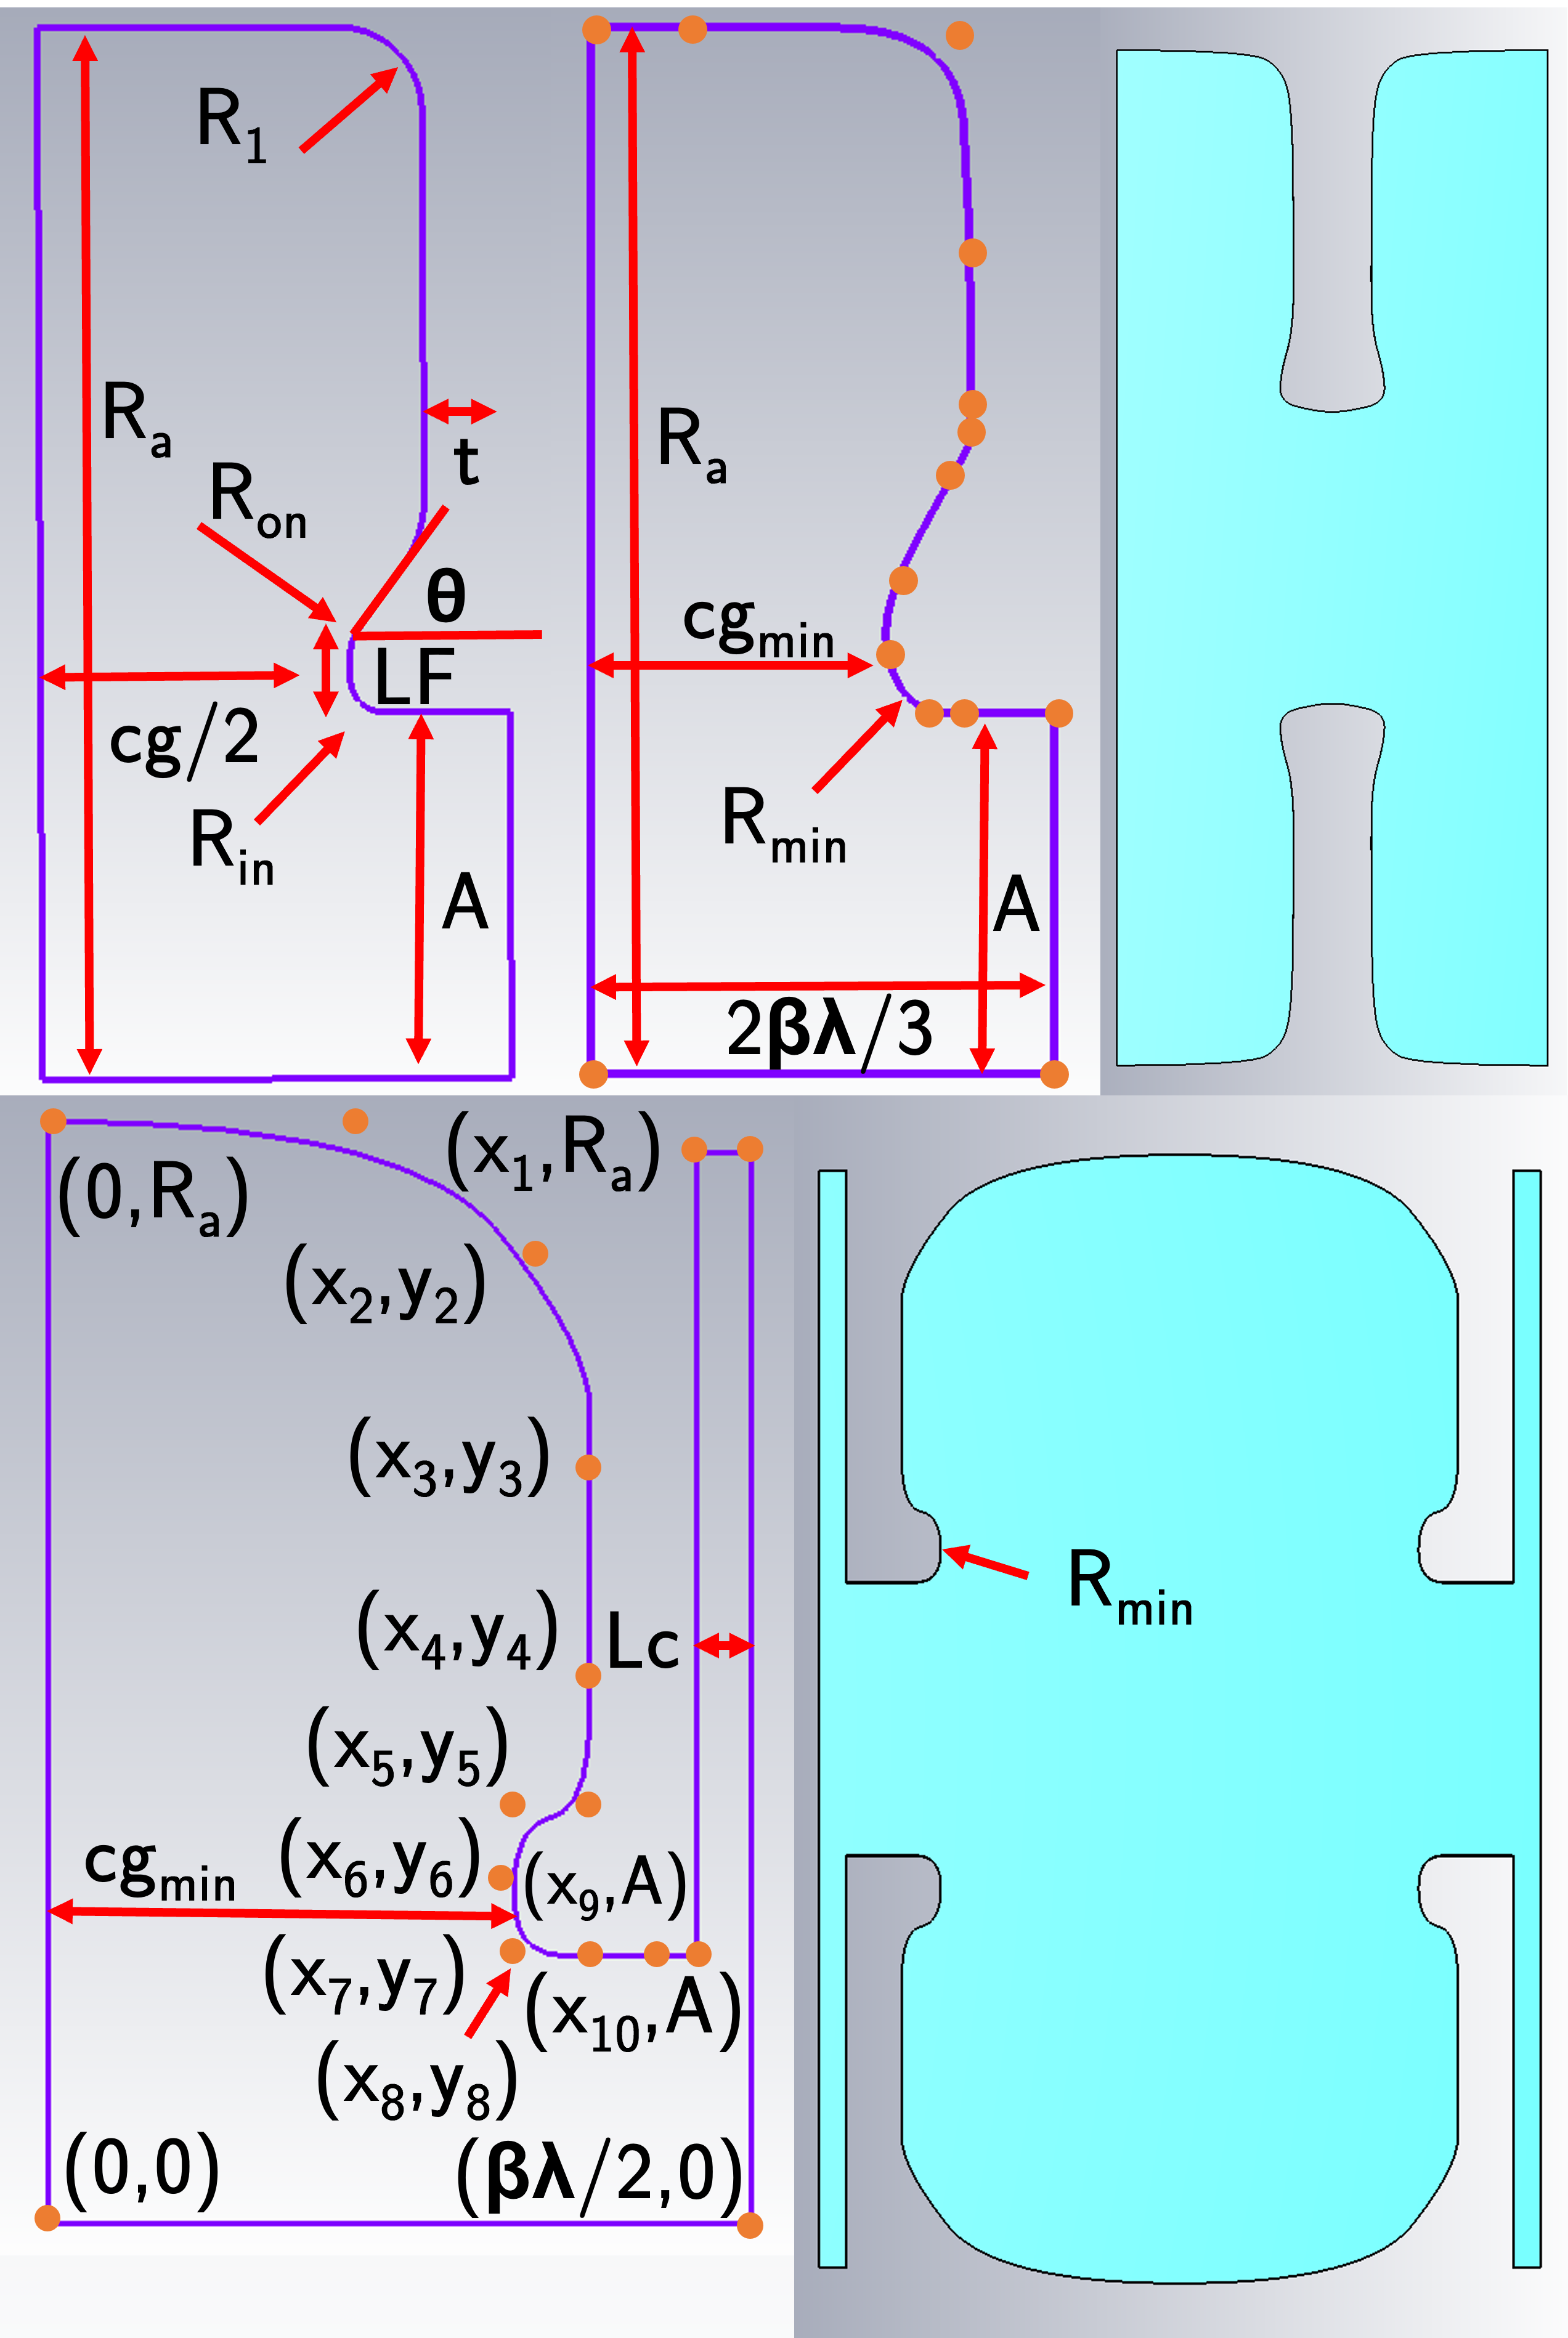 R₁
Rₐ
t
Rₒₙ
θ
LF
cg/2
Rᵢₙ
A
Rₐ
cgₘᵢₙ
Rₘᵢₙ
A
2βλ/3
(x₁,Rₐ)
(0,Rₐ)
(x₂,y₂)
(x₃,y₃)
(x₄,y₄)
Lc
(x₅,y₅)
cgₘᵢₙ
(x₆,y₆)
(x₉,A)
(x₇,y₇)
(x₁₀,A)
(x₈,y₈)
(0,0)
(βλ/2,0)
Rₘᵢₙ